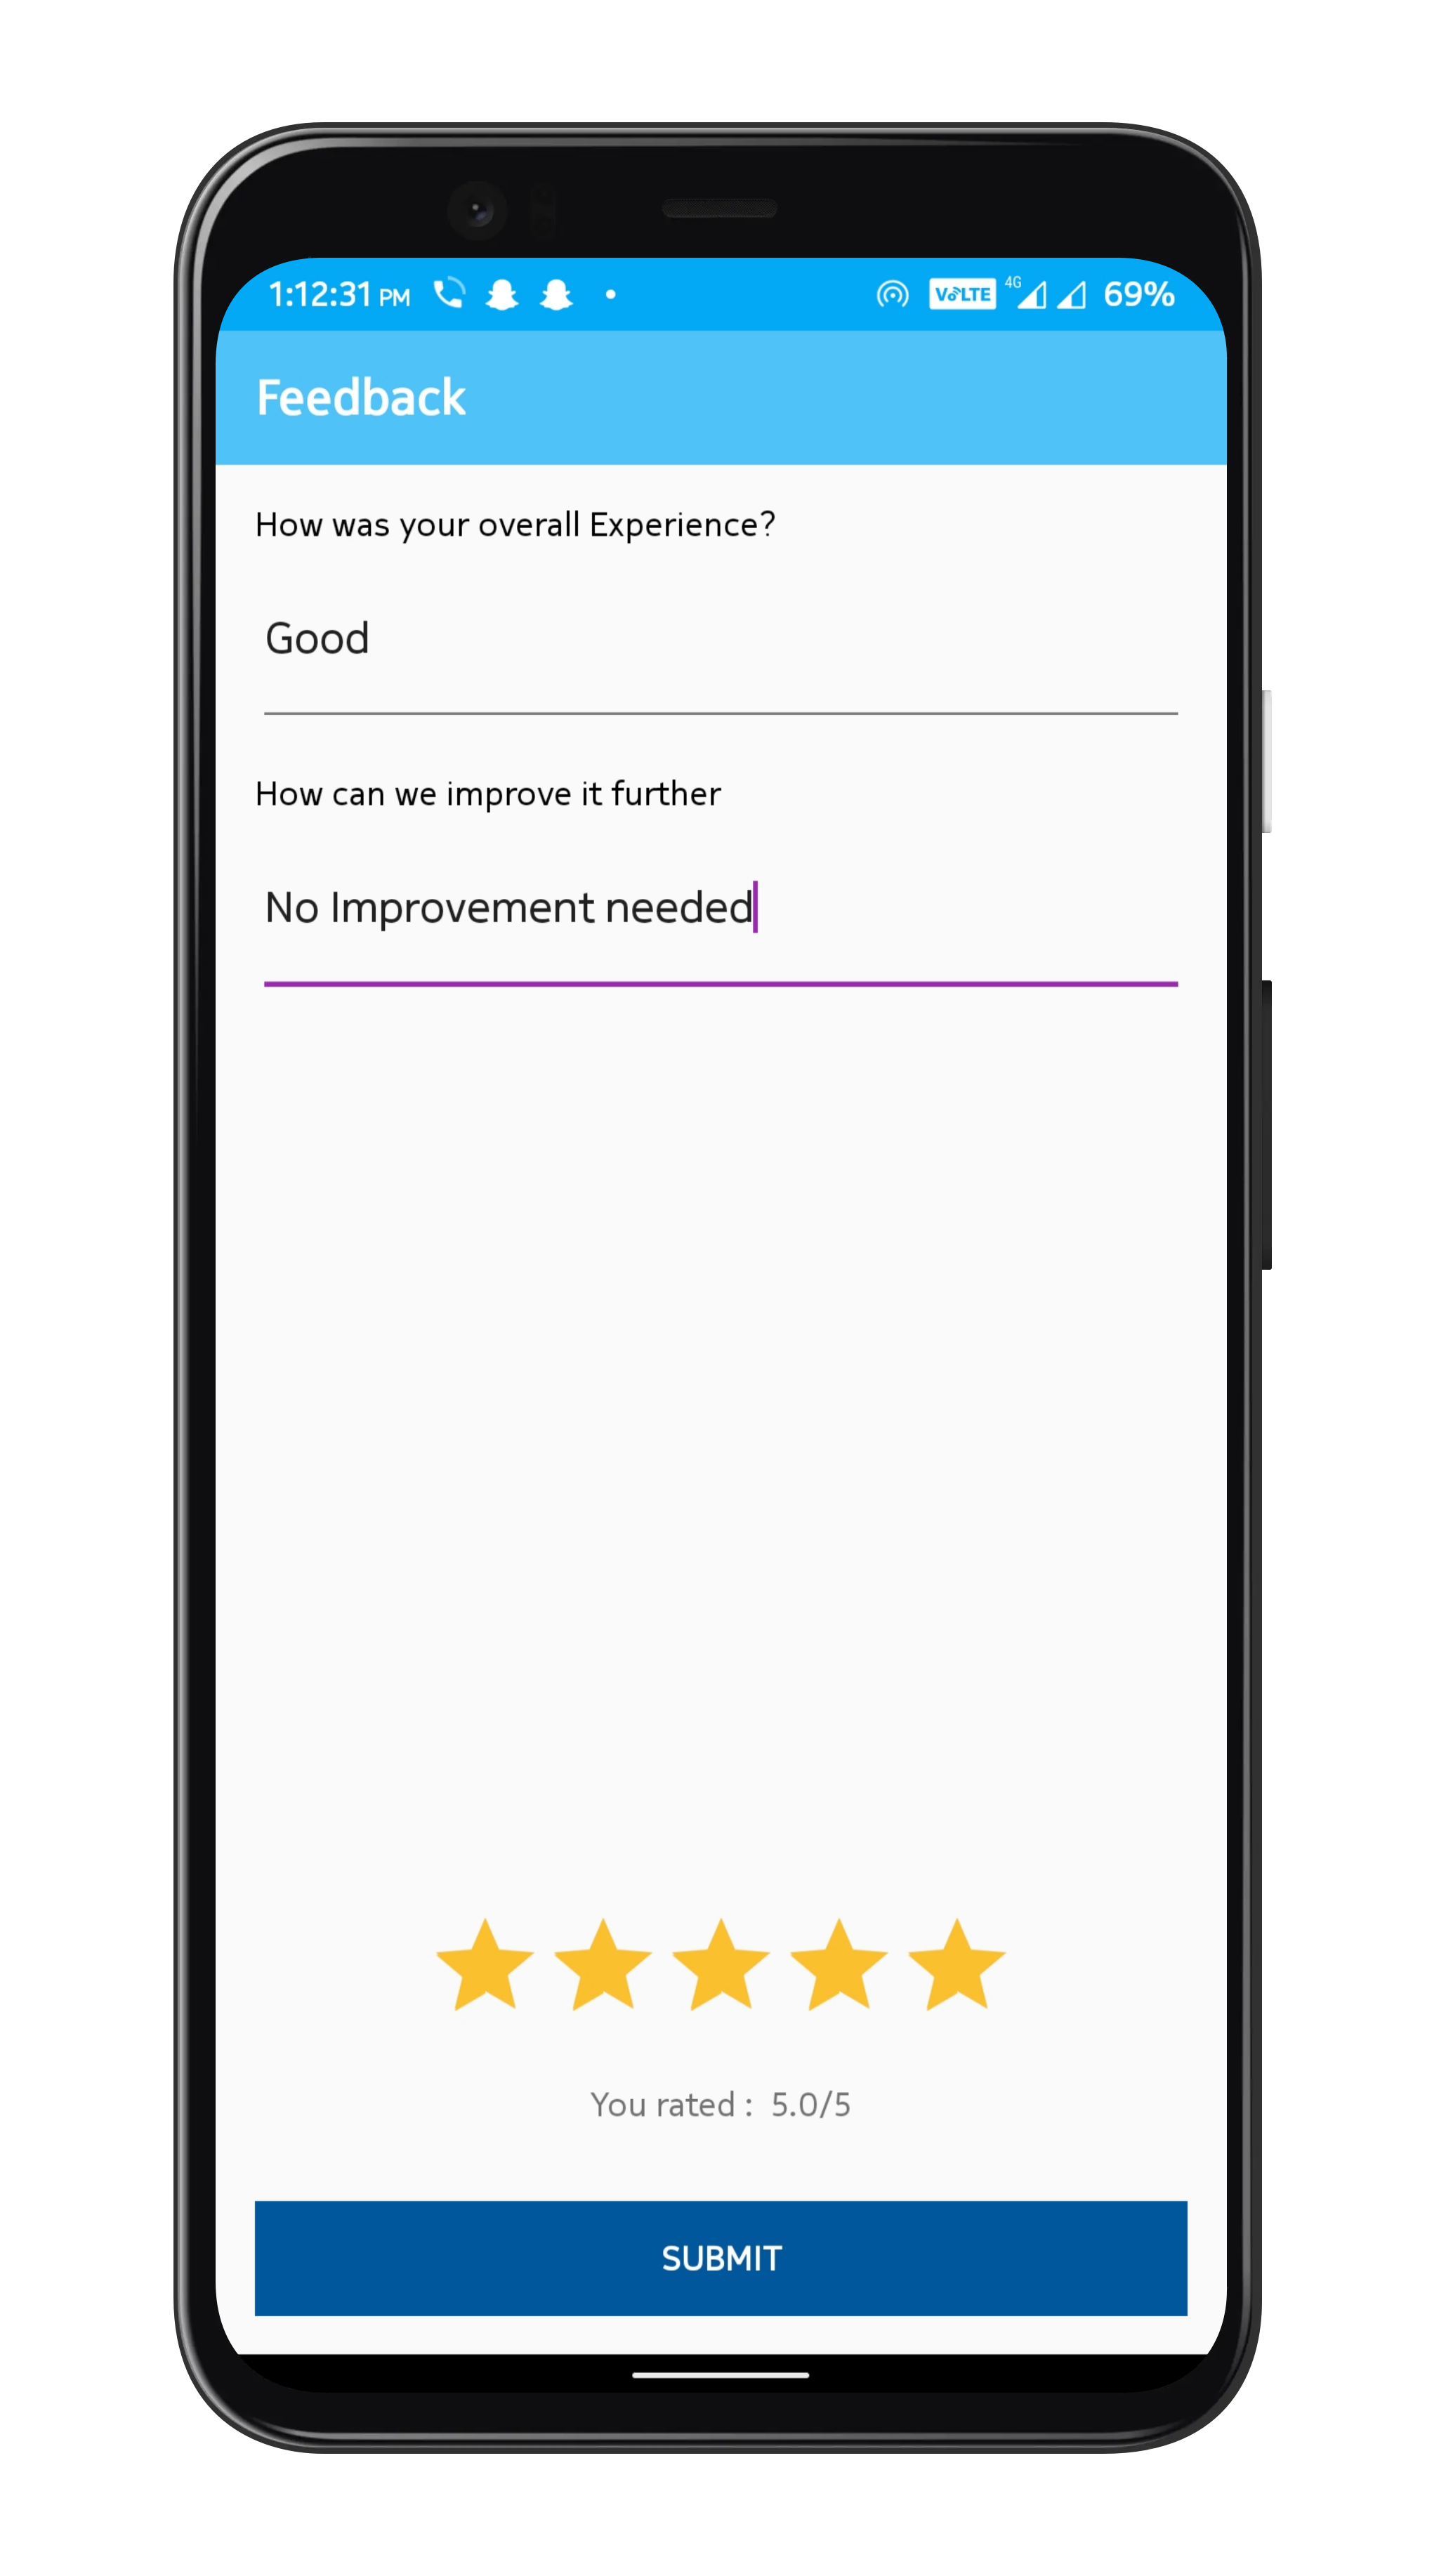 1:12:31 PM VoLTE 4G 69%
Feedback
How was your overall Experience?
Good
How can we improve it further
No Improvement needed
You rated : 5.0/5
SUBMIT